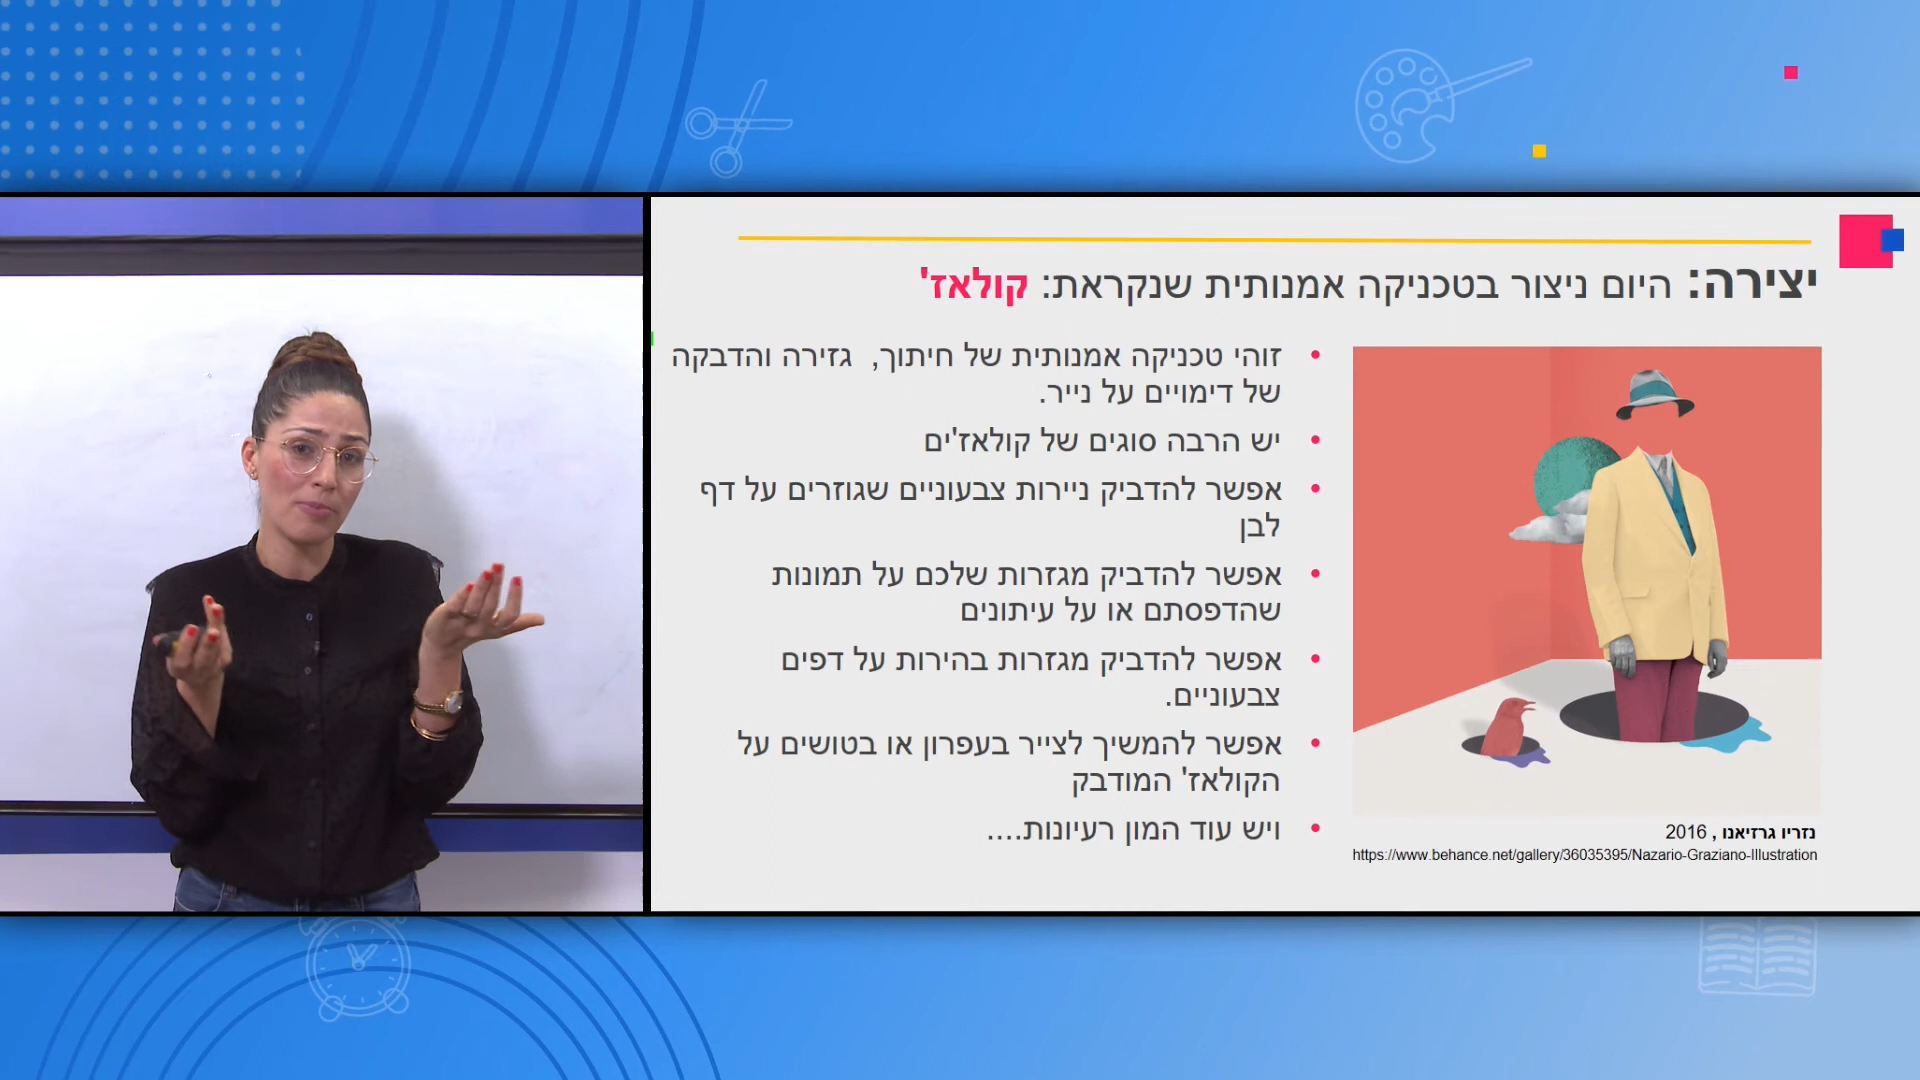 יצירה: היום ניצור בטכניקה אמנותית שנקראת: קולאז'
זוהי טכניקה אמנותית של חיתוך, גזירה והדבקה
של דימויים על נייר.
יש הרבה סוגים של קולאז'ים
אפשר להדביק ניירות צבעוניים שגוזרים על דף
לבן
אפשר להדביק מגזרות שלכם על תמונות
שהדפסתם או על עיתונים
אפשר להדביק מגזרות בהירות על דפים
צבעוניים.
אפשר להמשיך לצייר בעפרון או בטושים על
הקולאז' המודבק
ויש עוד המון רעיונות....
נזריו גרזיאנו , 2016
https://www.behance.net/gallery/36035395/Nazario-Graziano-Illustration